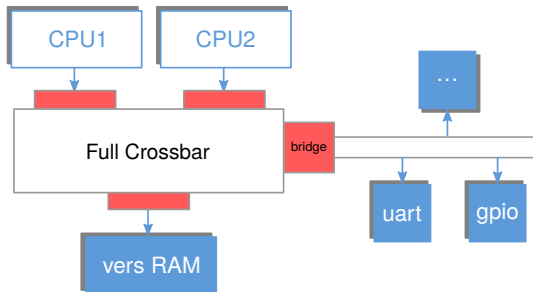 CPU1
CPU2
...
Full Crossbar
bridge
uart
gpio
vers RAM